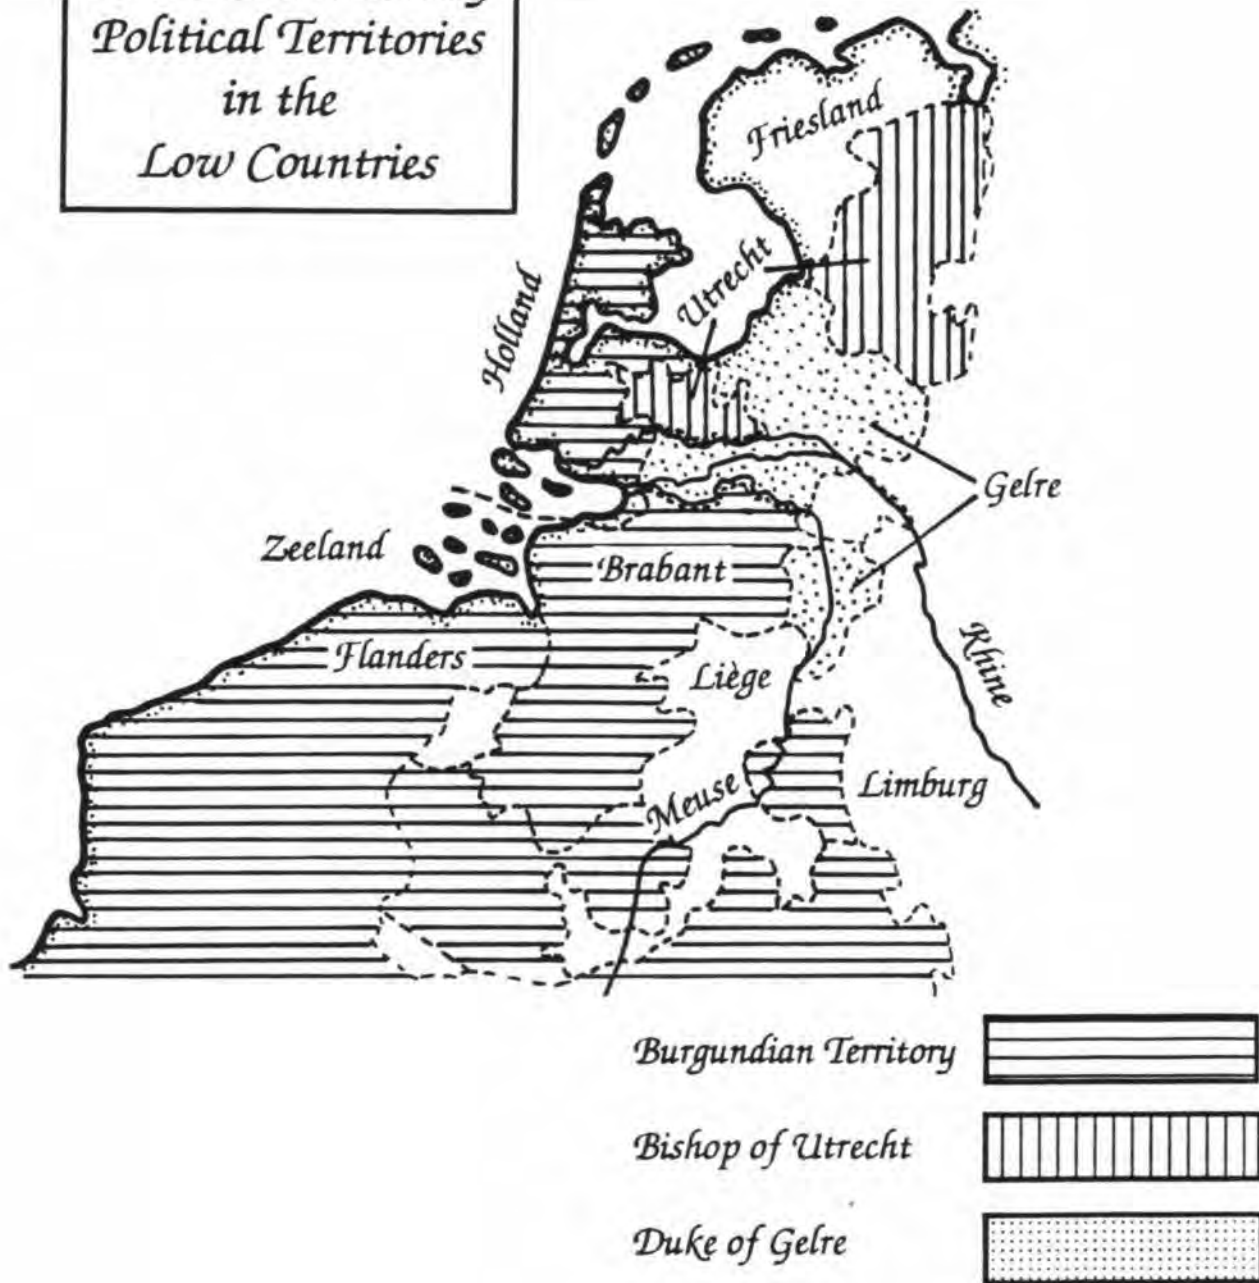 Political Territories
in the
Low Countries
Friesland
Utrecht
Holland
Gelre
Zeeland
Brabant
Rhine
Flanders
Liège
Limburg
Meuse
Burgundian Territory
Bishop of Utrecht
Duke of Gelre